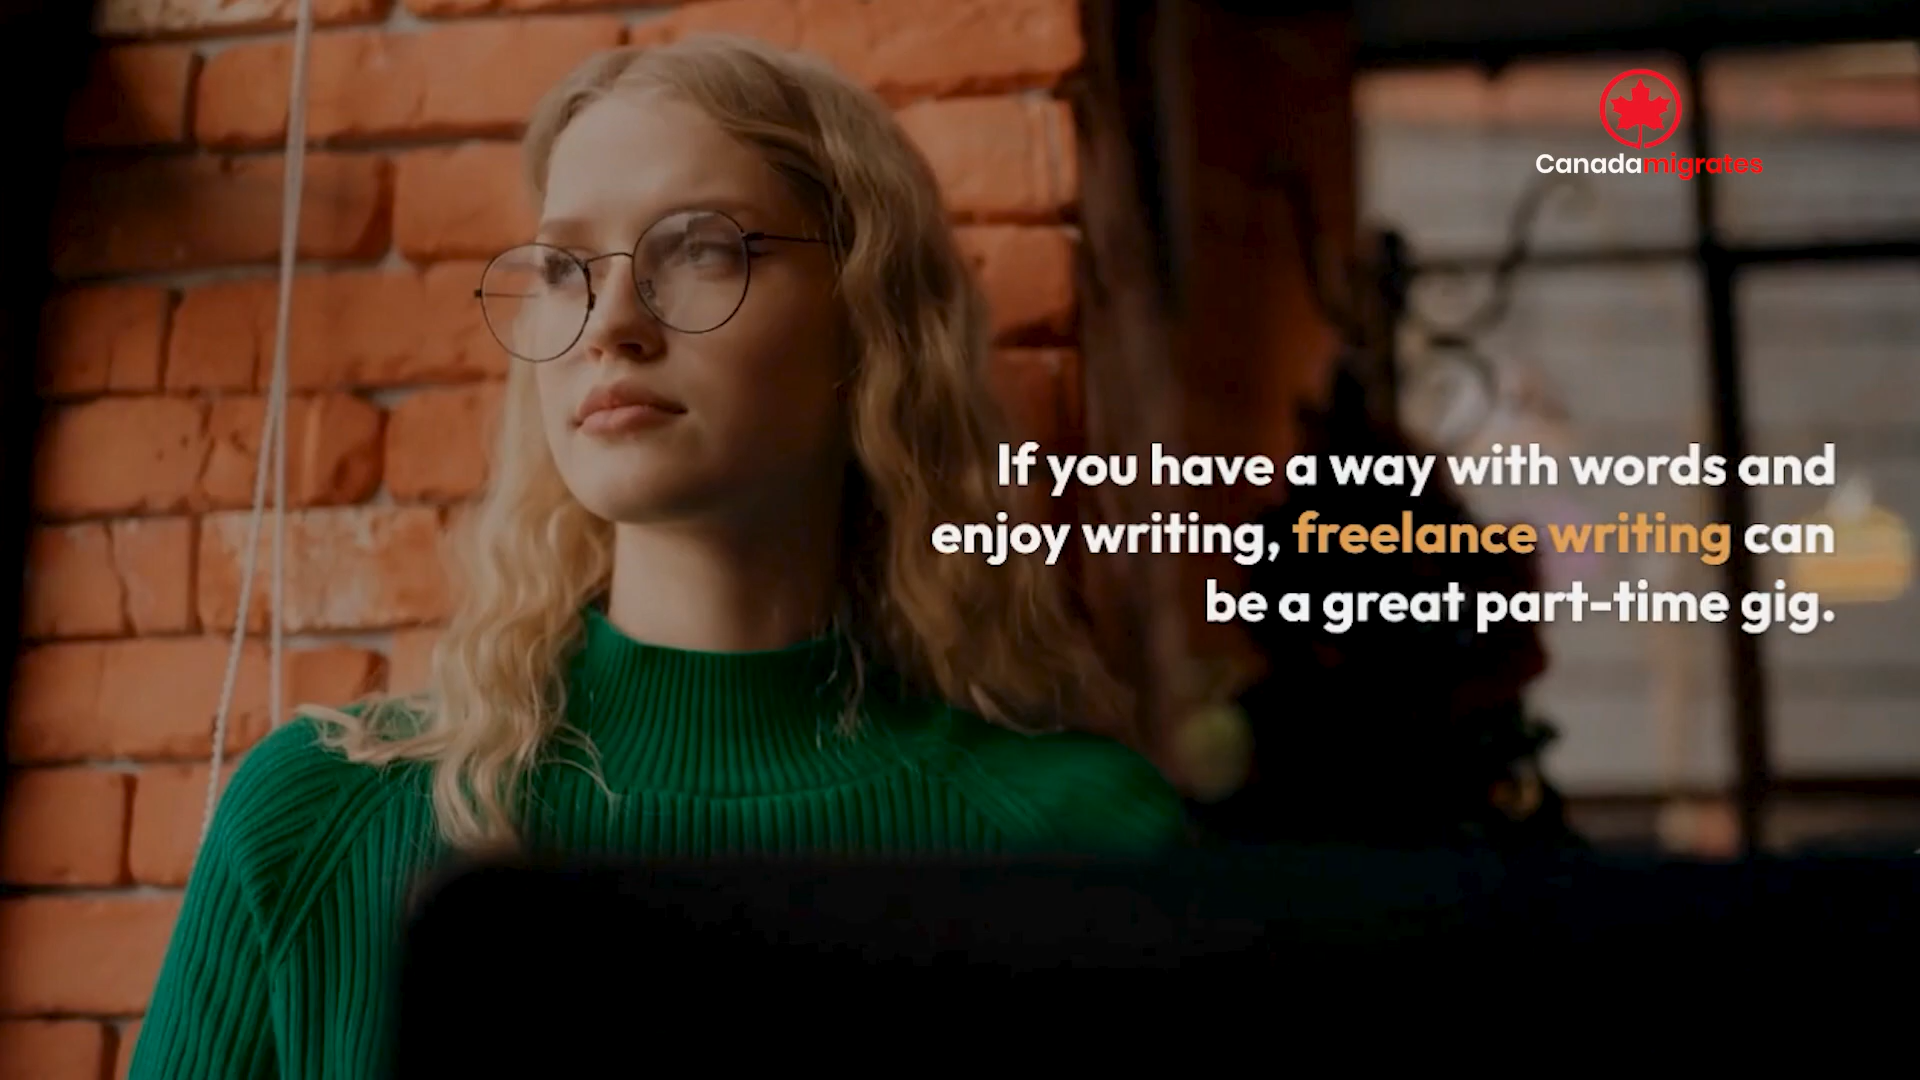 Canadamigrates
If you have a way with words and
enjoy writing, freelance writing can
be a great part-time gig.